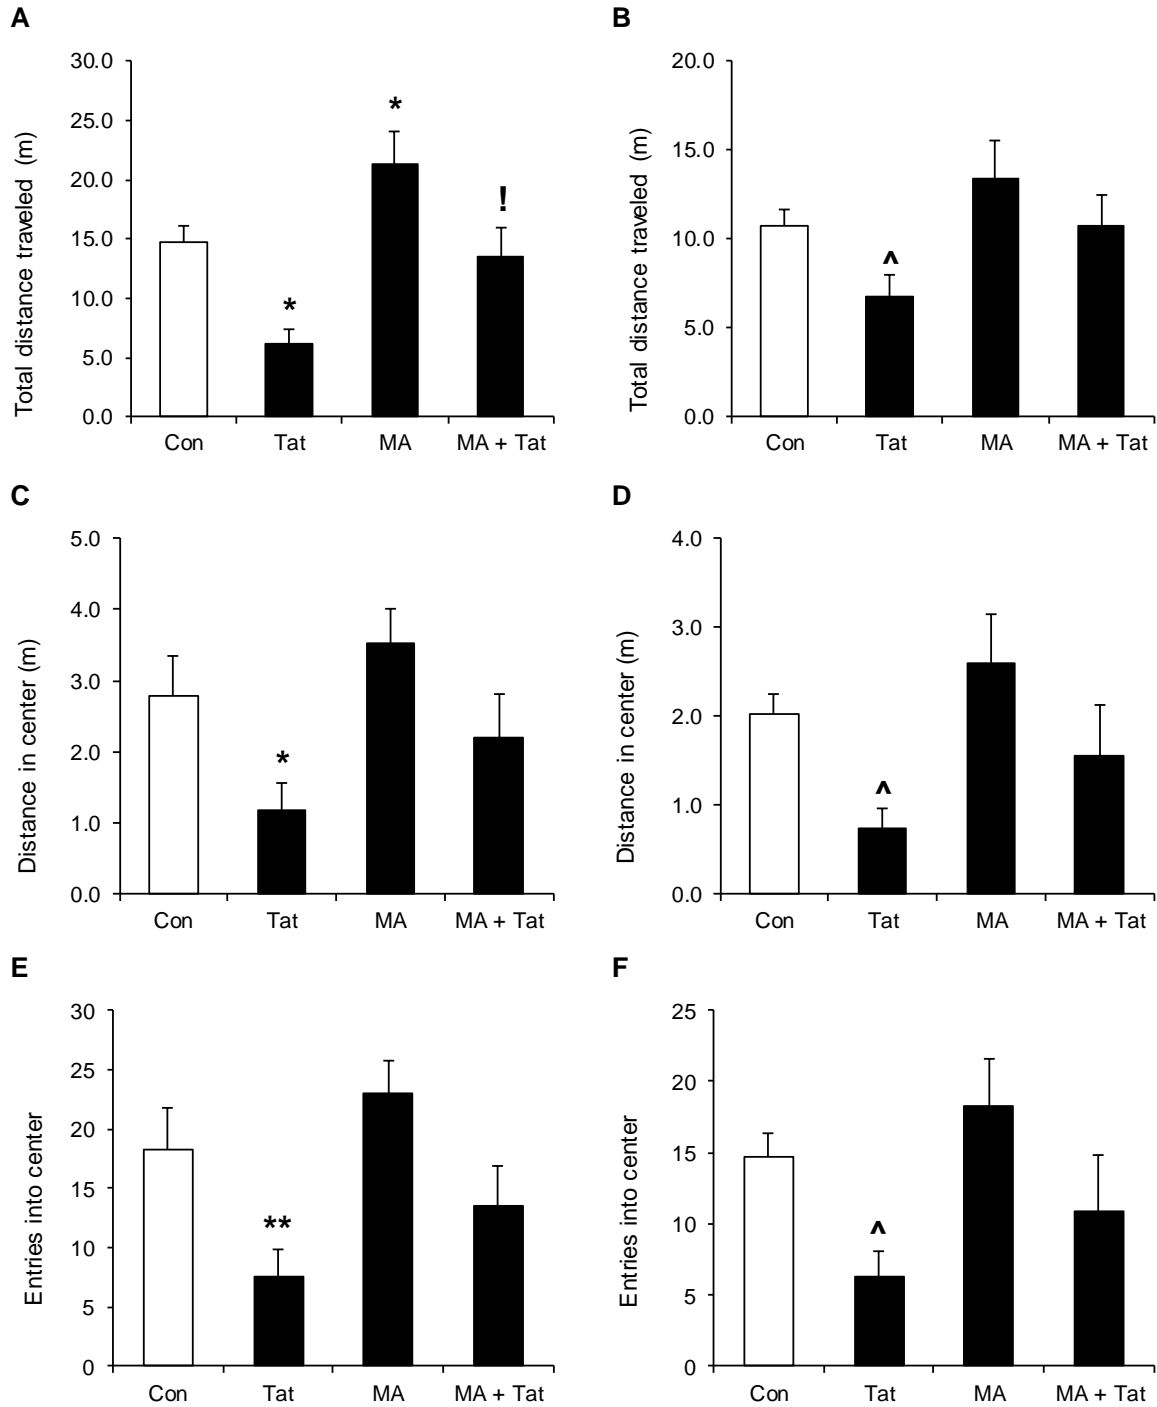 A
Total distance traveled (m)
30.0
25.0
20.0
15.0
10.0
5.0
0.0
*
*
!
Con Tat MA MA + Tat
B
Total distance traveled (m)
20.0
15.0
10.0
5.0
0.0
^
Con Tat MA MA + Tat
C
Distance in center (m)
5.0
4.0
3.0
2.0
1.0
0.0
*
Con Tat MA MA + Tat
D
Distance in center (m)
4.0
3.0
2.0
1.0
0.0
^
Con Tat MA MA + Tat
E
Entries into center
30
25
20
15
10
5
0
**
Con Tat MA MA + Tat
F
Entries into center
25
20
15
10
5
0
^
Con Tat MA MA + Tat